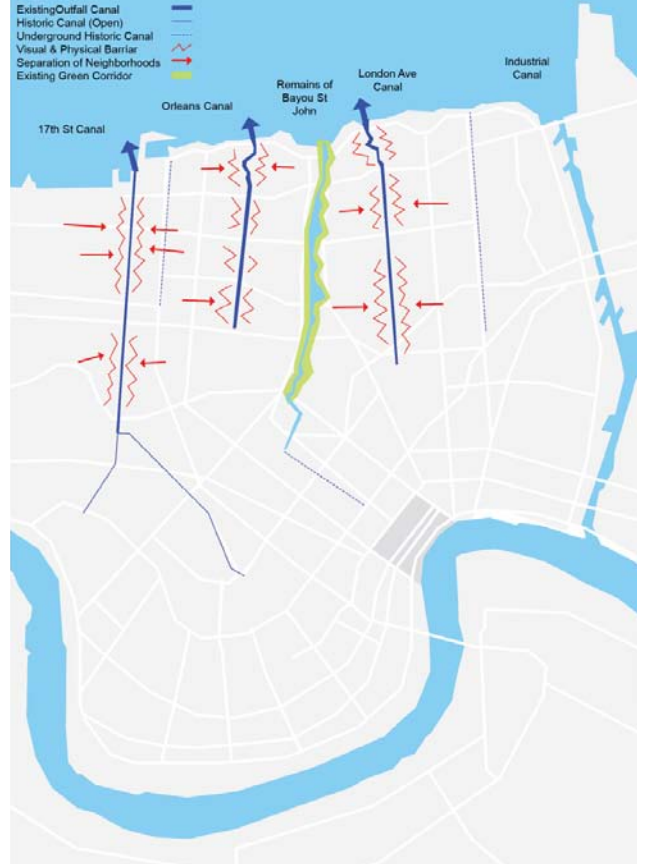 ExistingOutfall Canal
Historic Canal (Open)
Underground Historic Canal
Visual & Physical Barriar
Separation of Neighborhoods
Existing Green Corridor
17th St Canal
Orleans Canal
Remains of
Bayou St
John
London Ave
Canal
Industrial
Canal